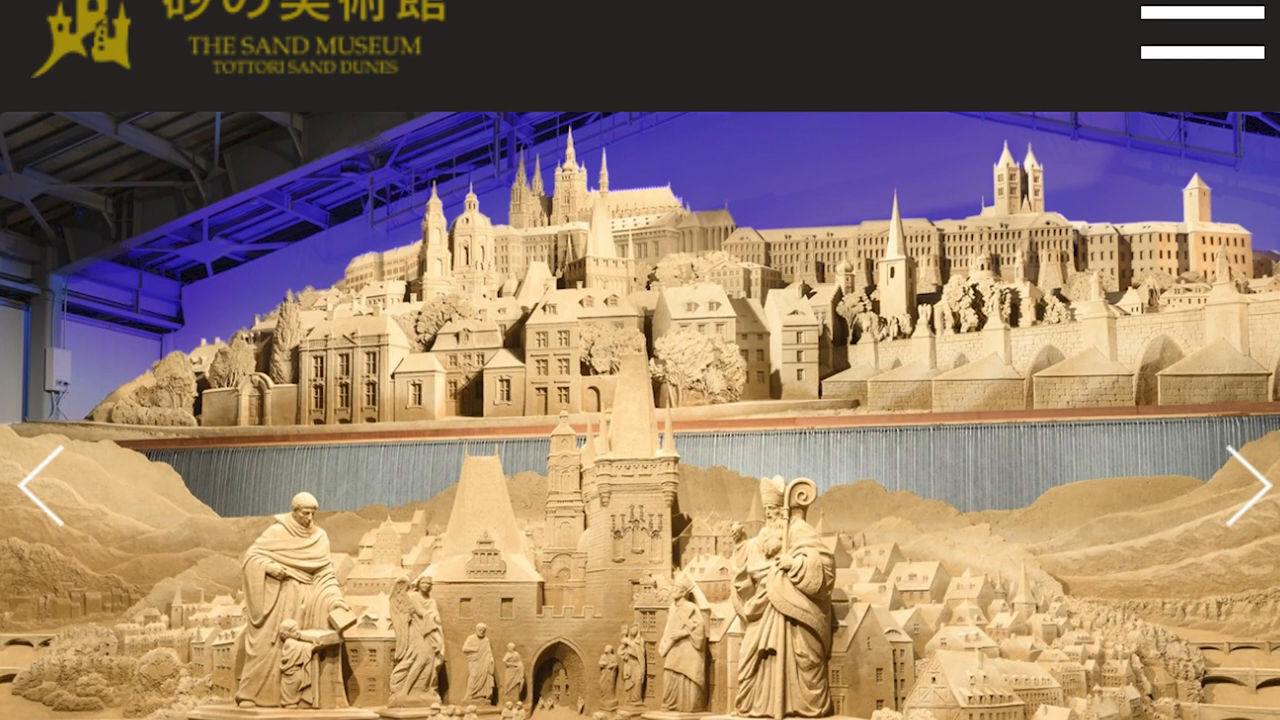 砂の美術館
THE SAND MUSEUM
TOTTORI SAND DUNES